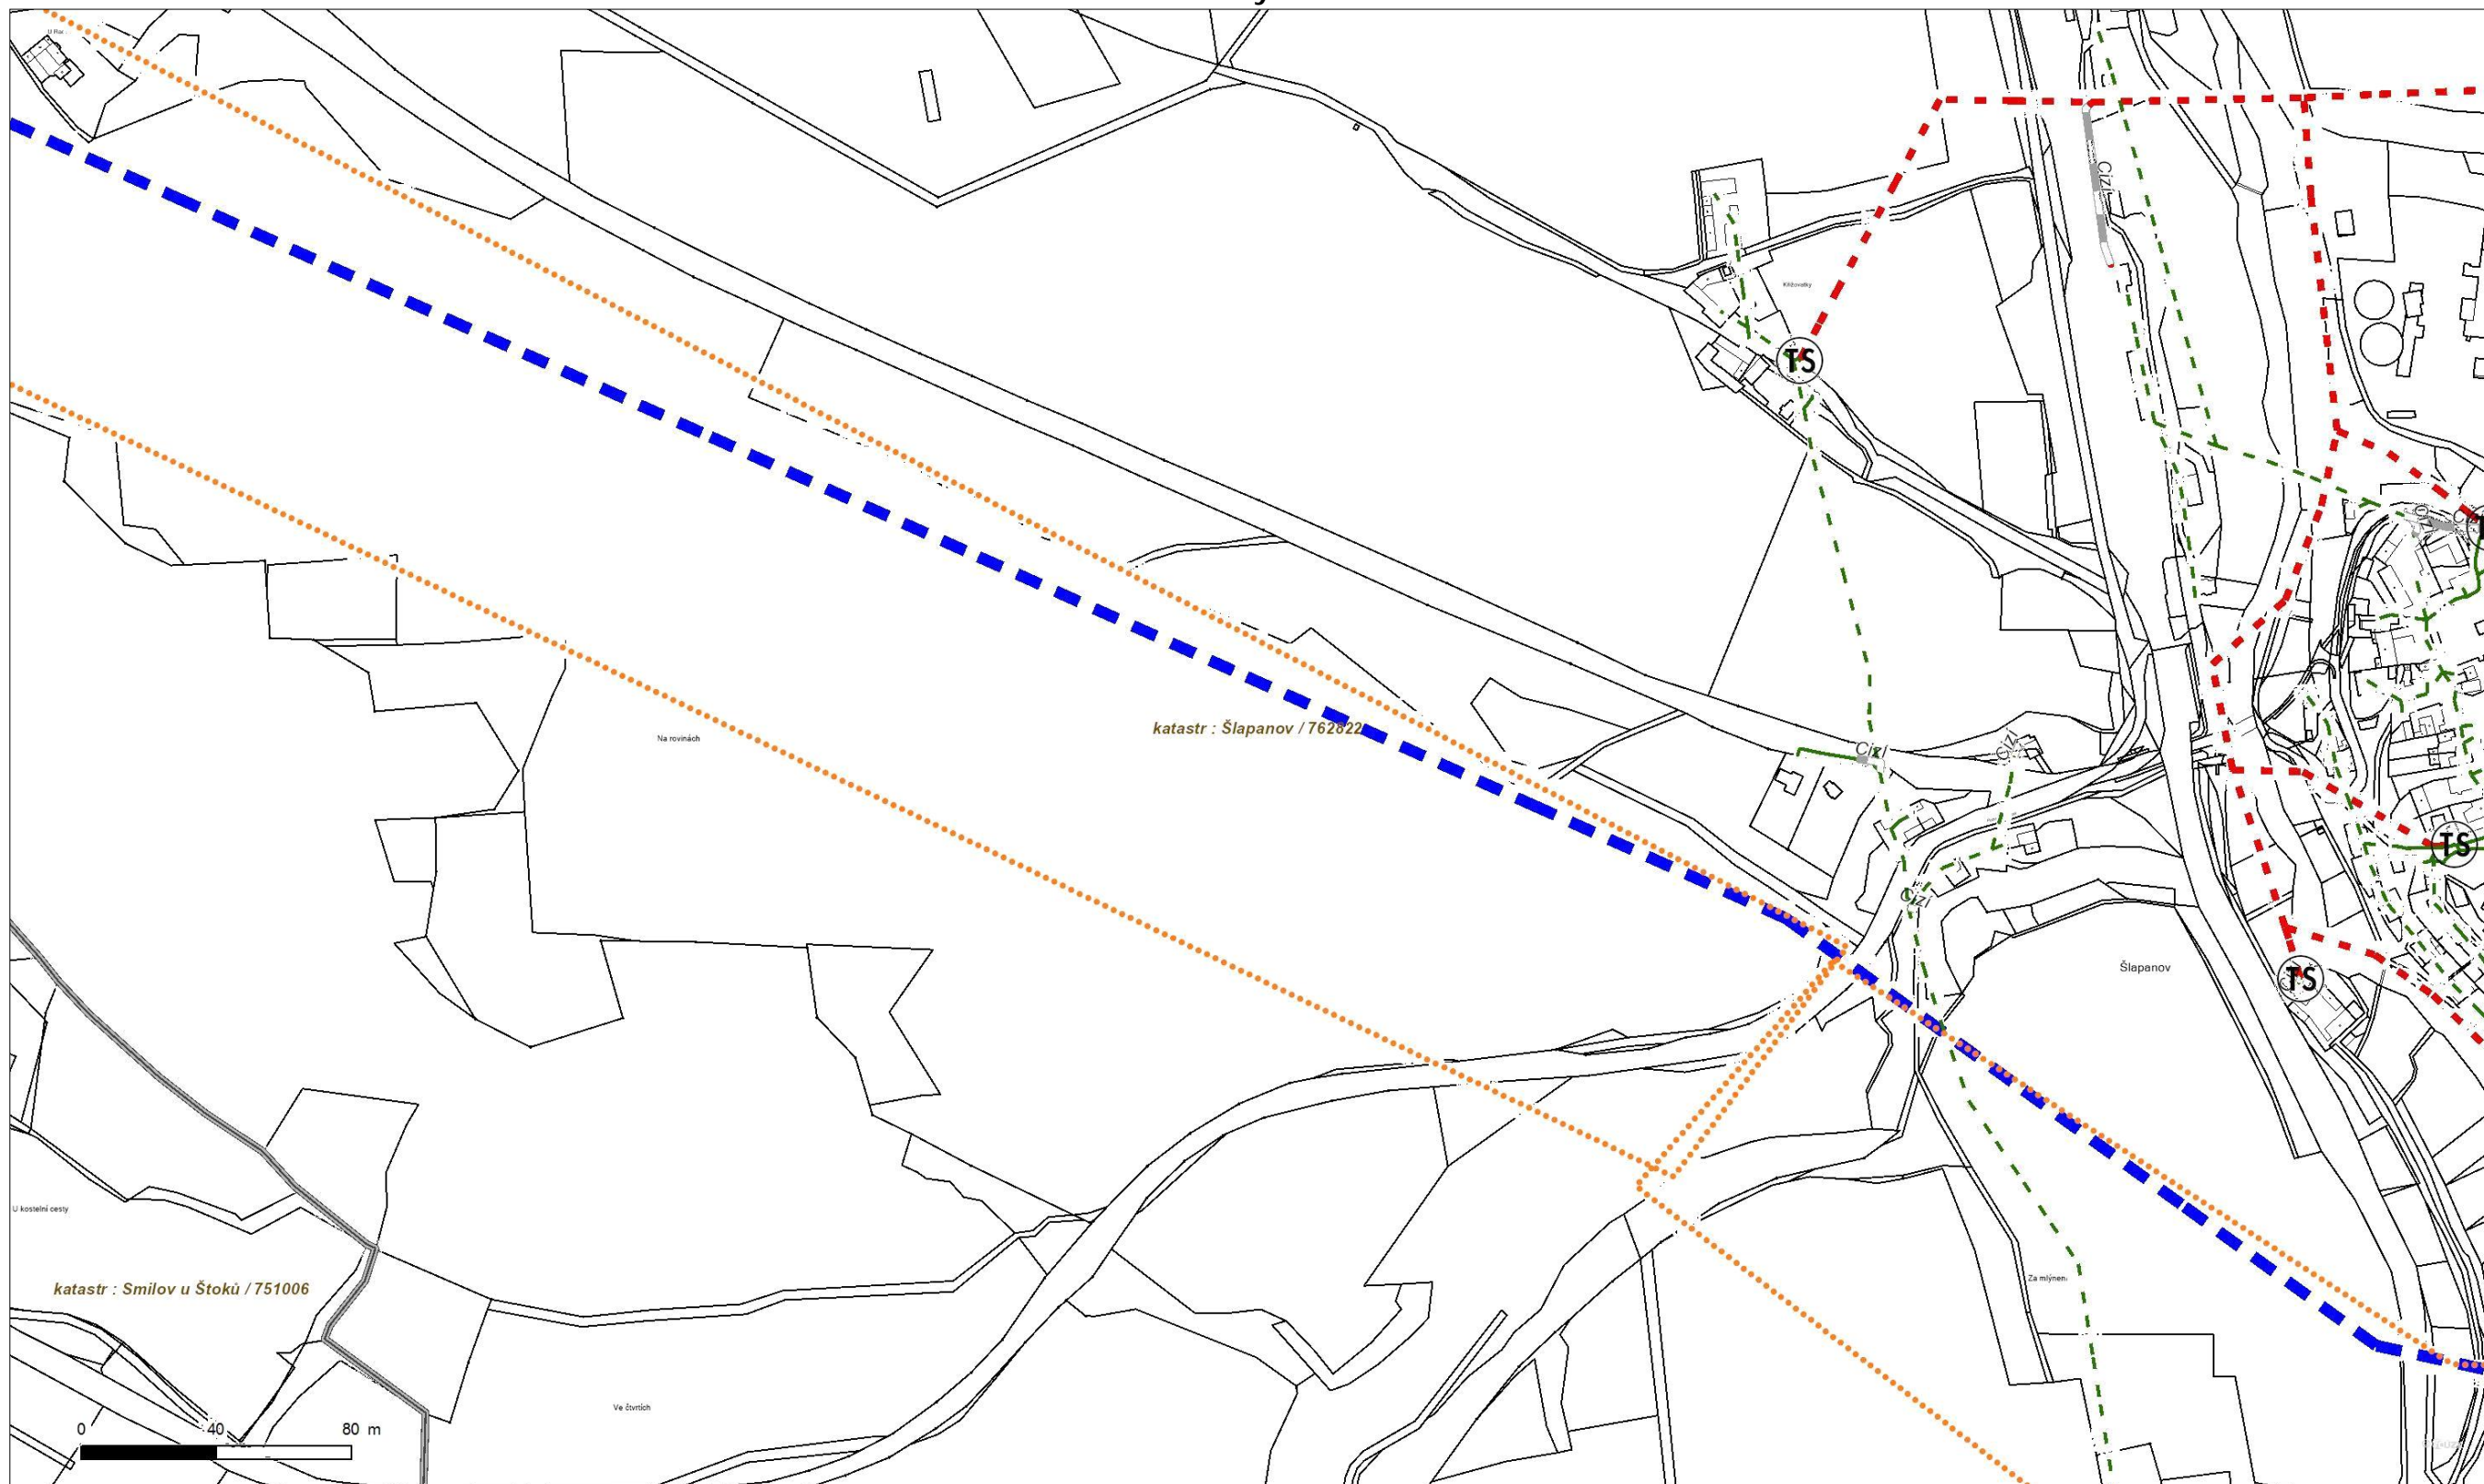 Cizí
Křižovatky
TS
katastr : Šlapanov / 762822
Na rovinách
Cizí
Cizí
TS
Cizí
Šlapanov
TS
U kostelní cesty
Za mlýnem
katastr : Smilov u Štoků / 751006
Ve čtvrtích
0 40 80 m